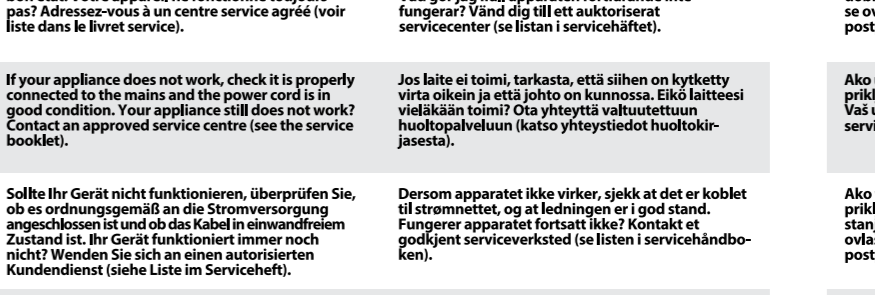 pas? Adressez-vous à un centre service agréé (voir
liste dans le livret service).
If your appliance does not work, check it is properly
connected to the mains and the power cord is in
good condition. Your appliance still does not work?
Contact an approved service centre (see the service
booklet).
Sollte Ihr Gerät nicht funktionieren, überprüfen Sie,
ob es ordnungsgemäß an die Stromversorgung
angeschlossen ist und ob das Kabel in einwandfreiem
Zustand ist. Ihr Gerät funktioniert immer noch
nicht? Wenden Sie sich an einen autorisierten
Kundendienst (siehe Liste im Serviceheft).
fungerar? Vänd dig till ett auktoriserat
servicecenter (se listan i servicehäftet).
Jos laite ei toimi, tarkasta, että siihen on kytketty
virta oikein ja että johto on kunnossa. Eikö laitteesi
vieläkään toimi? Ota yhteyttä valtuutettuun
huoltopalveluun (katso yhteystiedot huoltokir-
jasesta).
Dersom apparatet ikke virker, sjekk at det er koblet
til strømnettet, og at ledningen er i god stand.
Fungerer apparatet fortsatt ikke? Kontakt et
godkjent serviceverksted (se listen i servicehåndbo-
ken).
se
Ako
Vaš
Ako